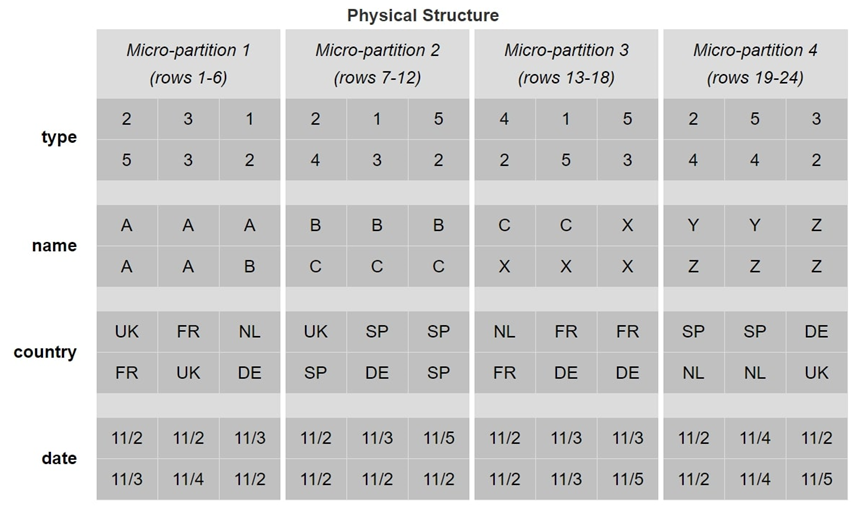 Physical Structure
Micro-partition 1 Micro-partition 2 Micro-partition 3 Micro-partition 4
(rows 1-6) (rows 7-12) (rows 13-18) (rows 19-24)
2 3 1 2 1 5 4 1 5 2 5 3
type
5 3 2 4 3 2 2 5 3 4 4 2
A A A B B B C C X Y Y Z
name
A A B C C C X X X Z Z Z
UK FR NL UK SP SP NL FR FR SP SP DE
country
FR UK DE SP DE SP FR DE DE NL NL UK
11/2 11/2 11/3 11/2 11/3 11/5 11/2 11/3 11/3 11/2 11/4 11/2
date
11/3 11/4 11/2 11/2 11/2 11/2 11/2 11/3 11/5 11/2 11/4 11/5